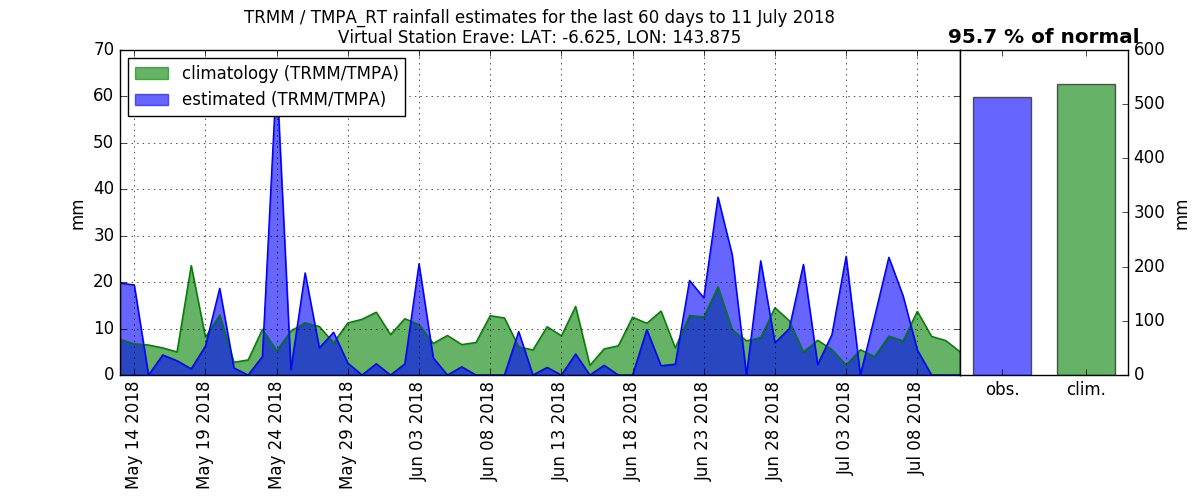 TRMM / TMPA_RT rainfall estimates for the last 60 days to 11 July 2018
Virtual Station Erave: LAT: -6.625, LON: 143.875
95.7 % of normal
climatology (TRMM/TMPA)
estimated (TRMM/TMPA)
70
60
50
40
30
20
10
0
mm
May 14 2018
May 19 2018
May 24 2018
May 29 2018
Jun 03 2018
Jun 08 2018
Jun 13 2018
Jun 18 2018
Jun 23 2018
Jun 28 2018
Jul 03 2018
Jul 08 2018
obs.
clim.
600
500
400
300
200
100
0
mm